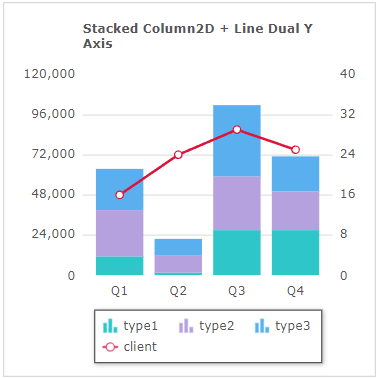 Stacked Column2D + Line Dual Y
Axis
120,000 40
96,000 32
72,000 24
48,000 16
24,000 8
0 0
Q1 Q2 Q3 Q4
type1 type2 type3
client